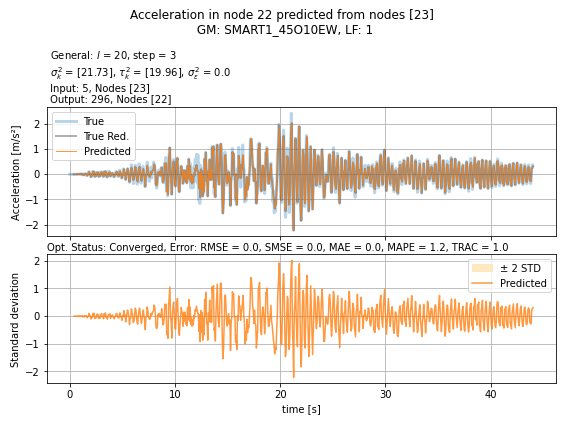 Acceleration in node 22 predicted from nodes [23]
GM: SMART1_45O10EW, LF: 1
General: l = 20, step = 3
σ²ₖ = [21.73], τ²ₖ = [19.96], σ²ₑ = 0.0
Input: 5, Nodes [23]
Output: 296, Nodes [22]
True
True Red.
Predicted
Acceleration [m/s²]
2
1
0
−1
−2
Opt. Status: Converged, Error: RMSE = 0.0, SMSE = 0.0, MAE = 0.0, MAPE = 1.2, TRAC = 1.0
± 2 STD
Predicted
Standard deviation
2
1
0
−1
−2
0 10 20 30 40
time [s]